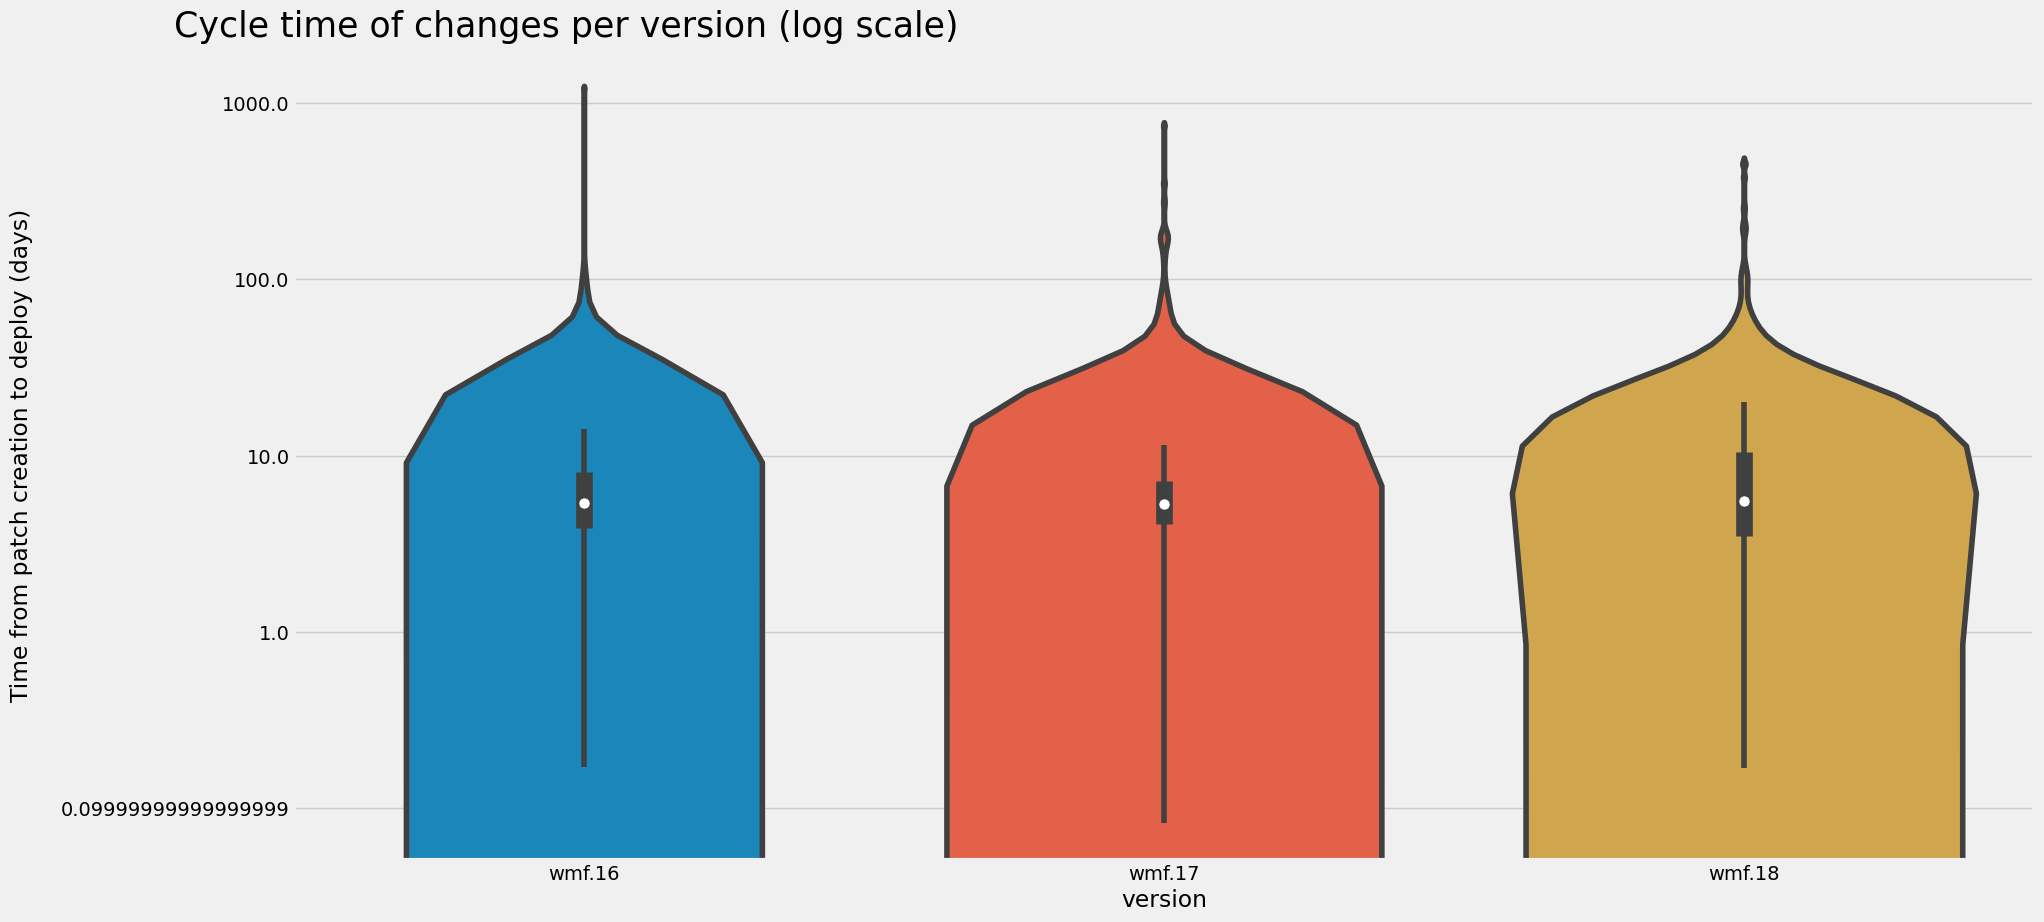 Cycle time of changes per version (log scale)
Time from patch creation to deploy (days)
1000.0
100.0
10.0
1.0
0.09999999999999999
wmf.16
wmf.17
wmf.18
version